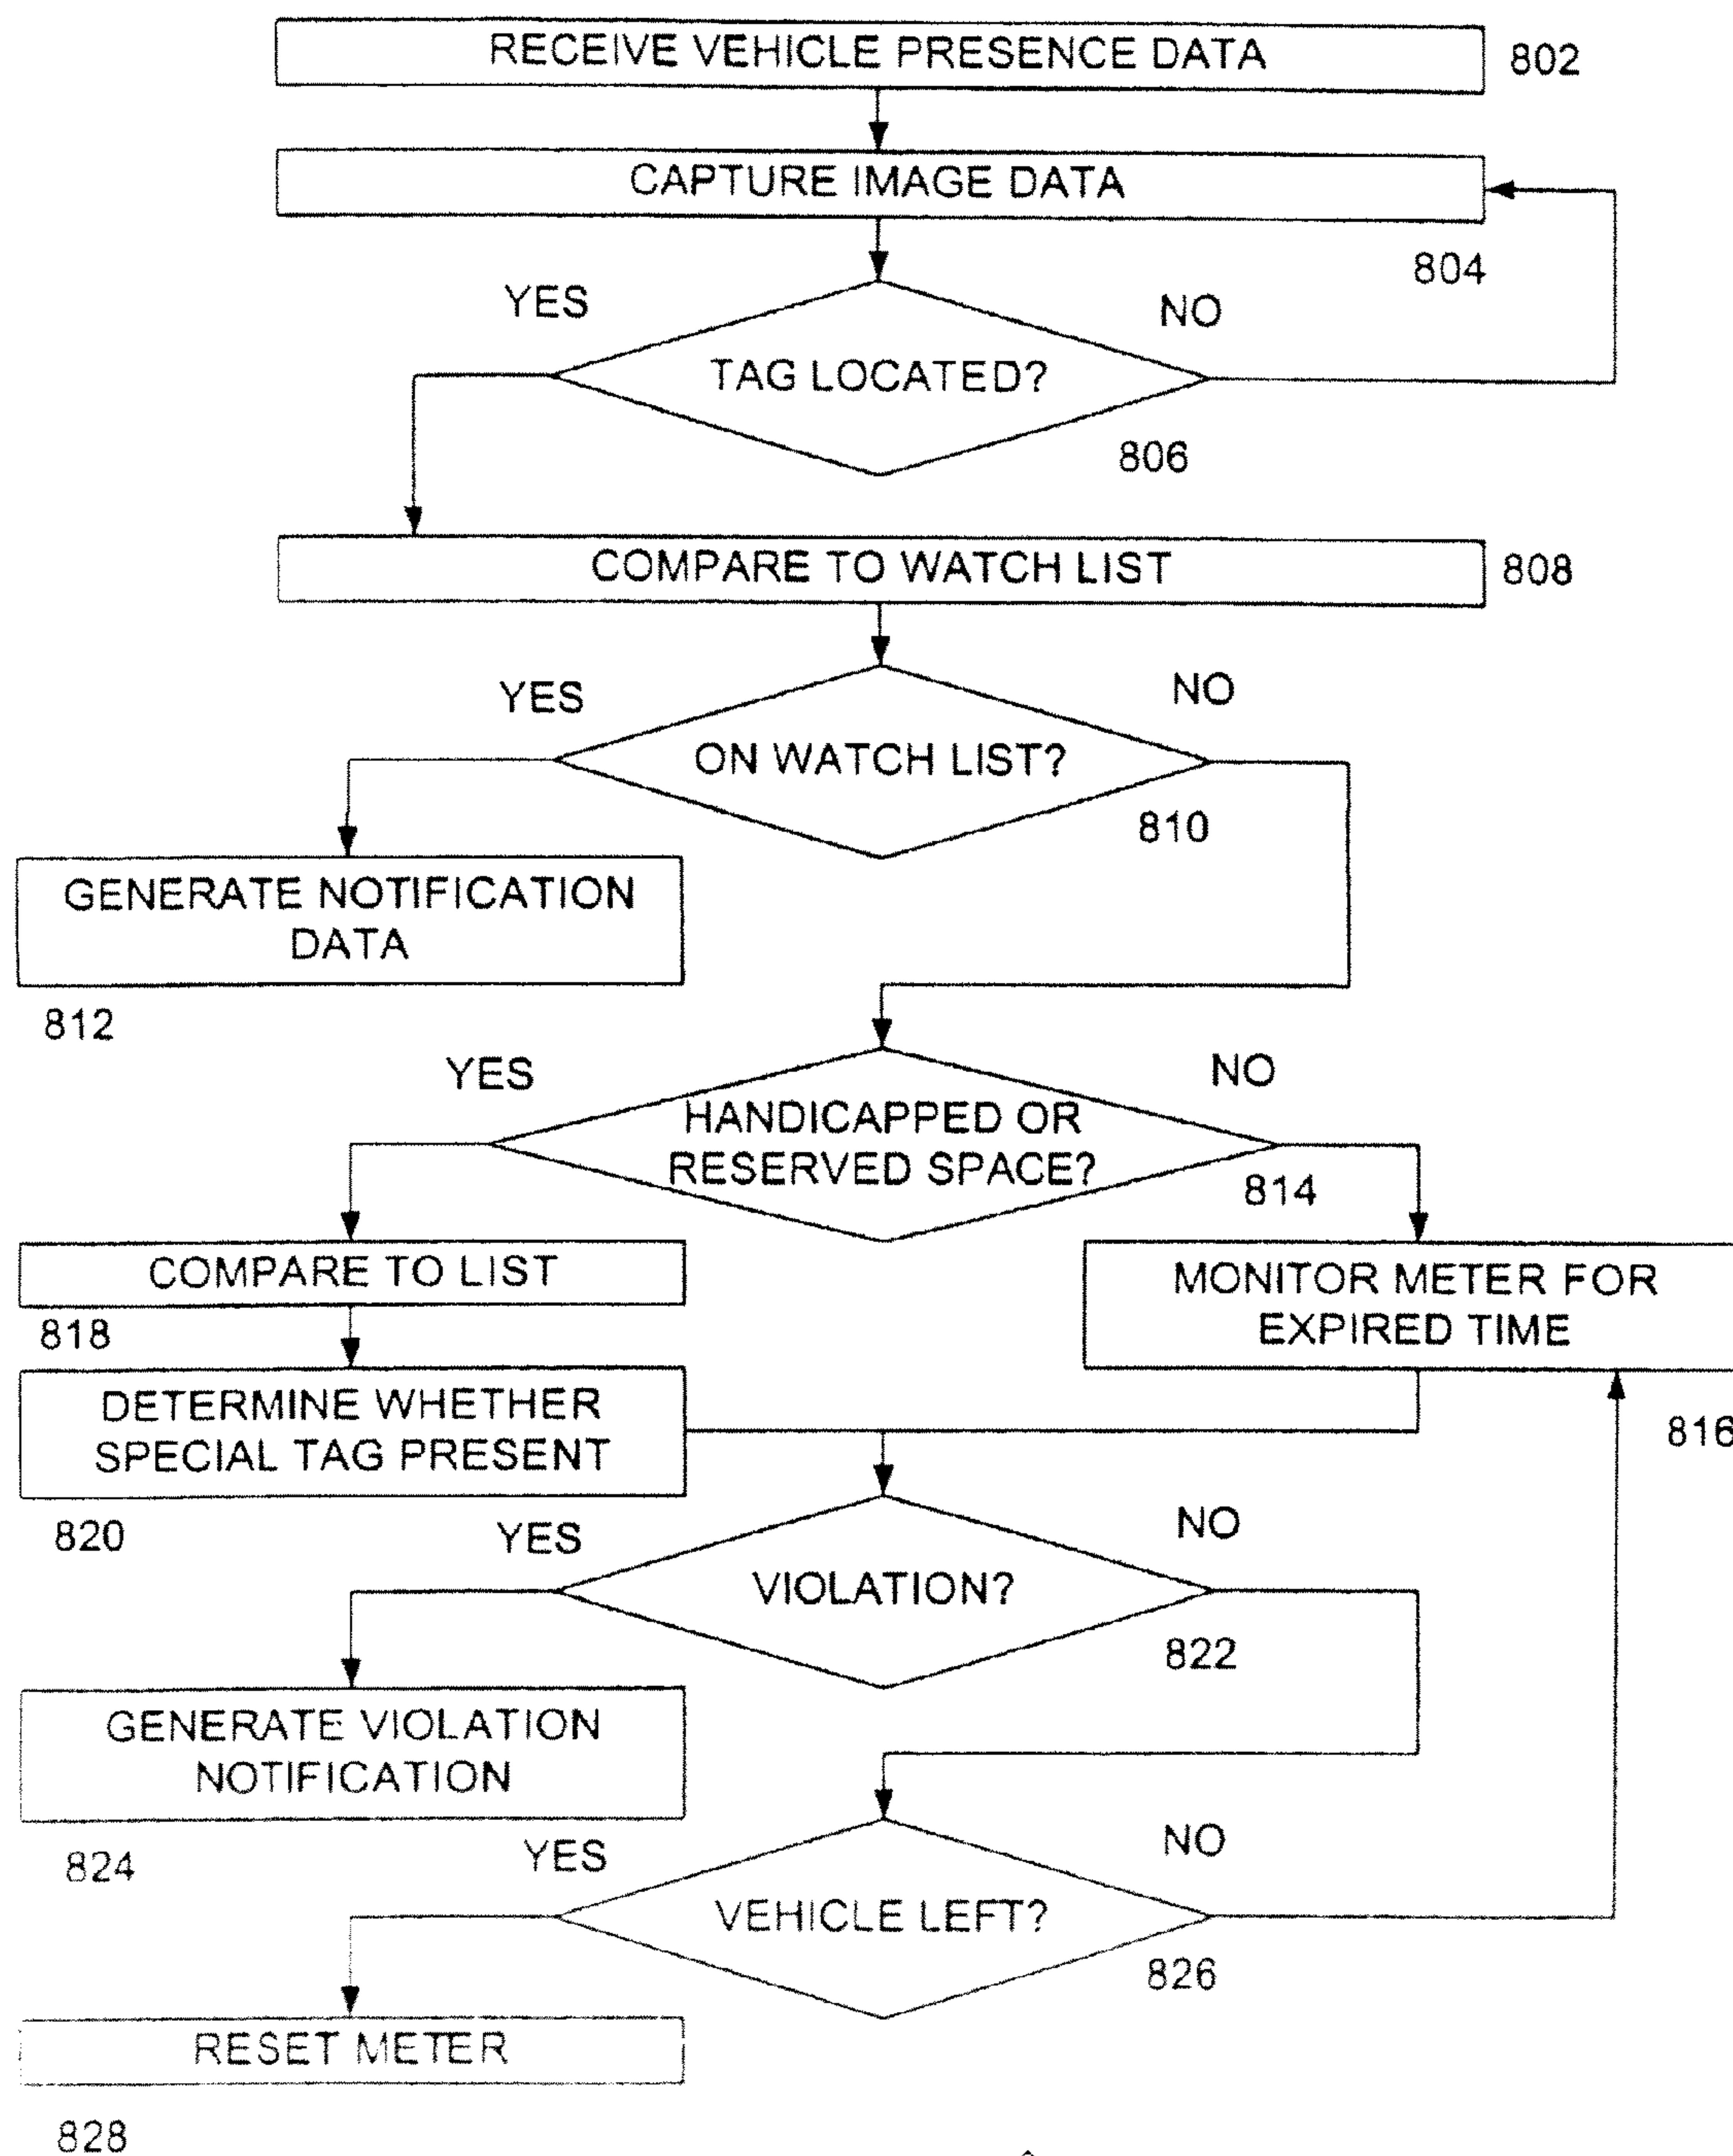 RECEIVE VEHICLE PRESENCE DATA
802
CAPTURE IMAGE DATA
804
YES
NO
TAG LOCATED?
806
COMPARE TO WATCH LIST
808
YES
NO
ON WATCH LIST?
810
GENERATE NOTIFICATION
DATA
812
YES
NO
HANDICAPPED OR
RESERVED SPACE?
814
COMPARE TO LIST
818
MONITOR METER FOR
EXPIRED TIME
816
DETERMINE WHETHER
SPECIAL TAG PRESENT
820
YES
NO
VIOLATION?
822
GENERATE VIOLATION
NOTIFICATION
824
YES
NO
VEHICLE LEFT?
826
RESET METER
828